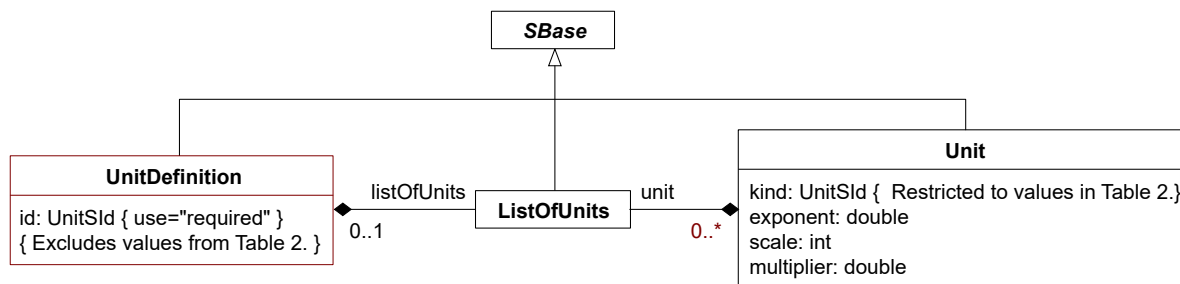 SBase
UnitDefinition
id: UnitSId { use="required" }
{ Excludes values from Table 2. }
listOfUnits
0..1
ListOfUnits
unit
0..*
Unit
kind: UnitSId { Restricted to values in Table 2.}
exponent: double
scale: int
multiplier: double